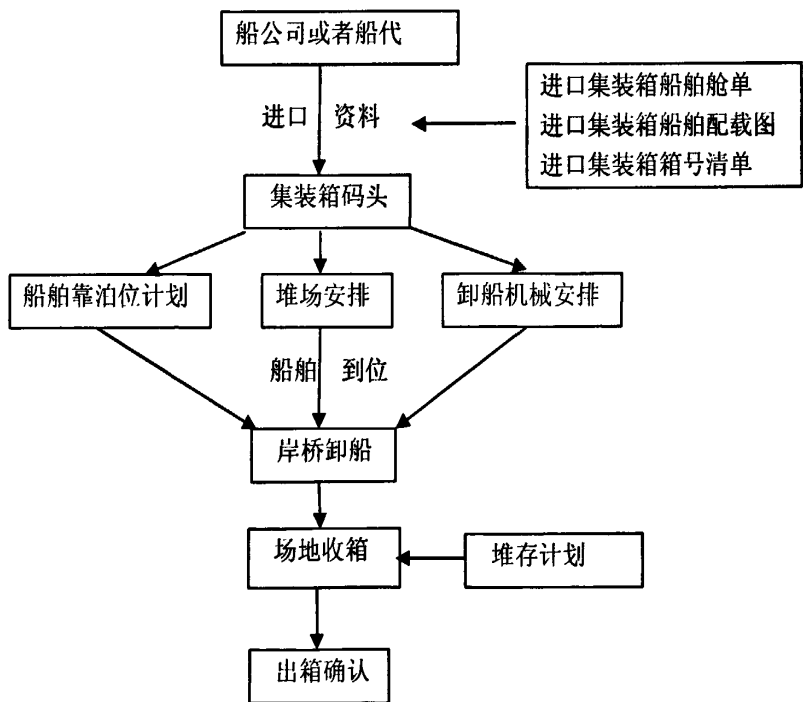 船公司或者船代
进口集装箱船舶舱单
进口 资料
进口集装箱船舶配载图
进口集装箱箱号清单
集装箱码头
船舶靠泊位计划
堆场安排
卸船机械安排
船舶 到位
岸桥卸船
场地收箱
堆存计划
出箱确认